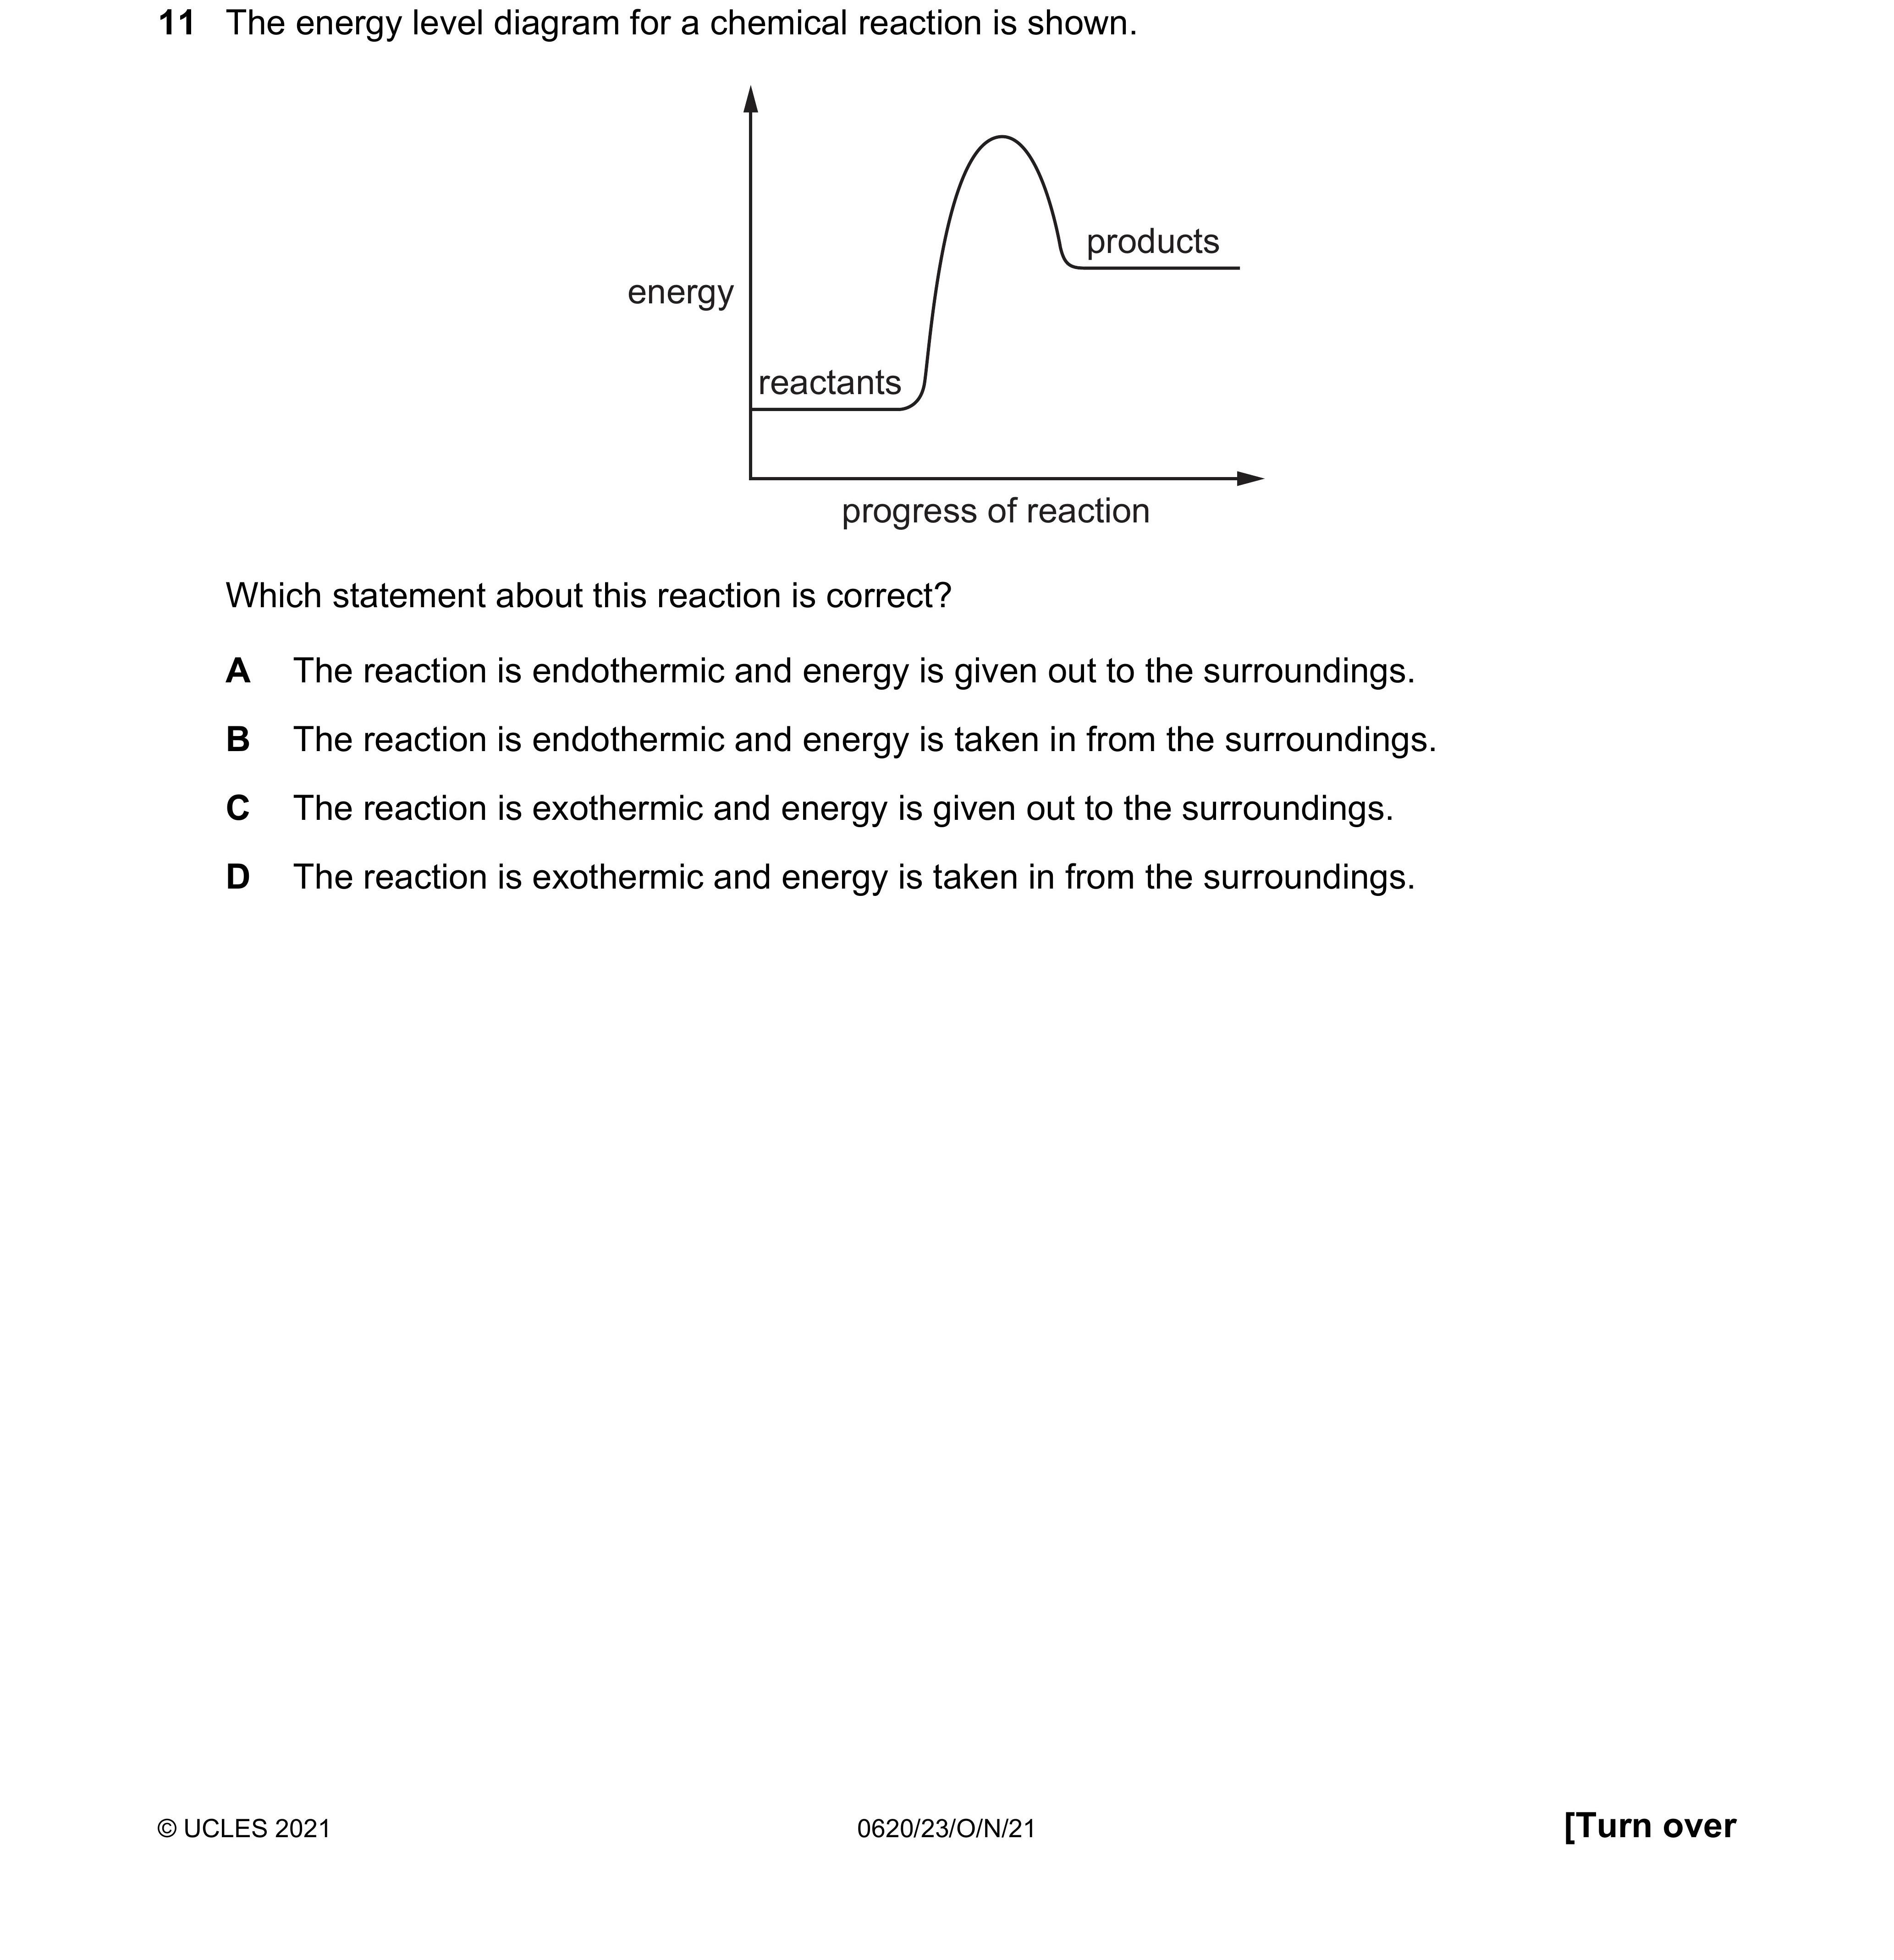 11 The energy level diagram for a chemical reaction is shown.
products
energy
reactants
progress of reaction
Which statement about this reaction is correct?
A The reaction is endothermic and energy is given out to the surroundings.
B The reaction is endothermic and energy is taken in from the surroundings.
C The reaction is exothermic and energy is given out to the surroundings.
D The reaction is exothermic and energy is taken in from the surroundings.
© UCLES 2021 0620/23/O/N/21 [Turn over